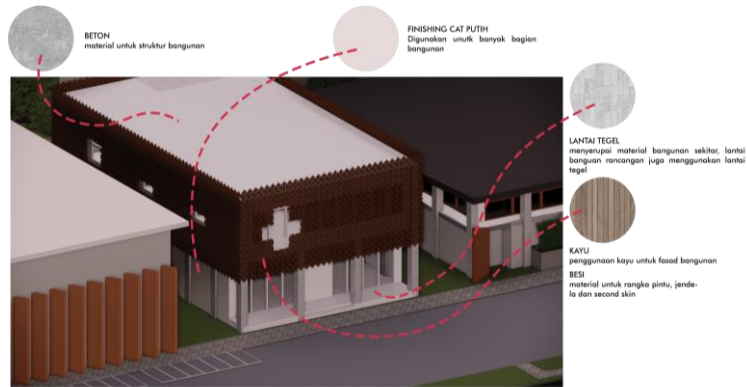 BETON
material untuk struktur bangunan
FINISHING CAT PUTIH
Digunakan unutk banyak bagian
bangunan
LANTAI TEGEL
menyerupai material bangunan sekitar, lantai
banguan rancangan juga menggunakan lantai
tegel
KAYU
penggunaan kayu untuk fasad bangunan
BESI
material untuk rangka pintu, jende-
la dan second skin